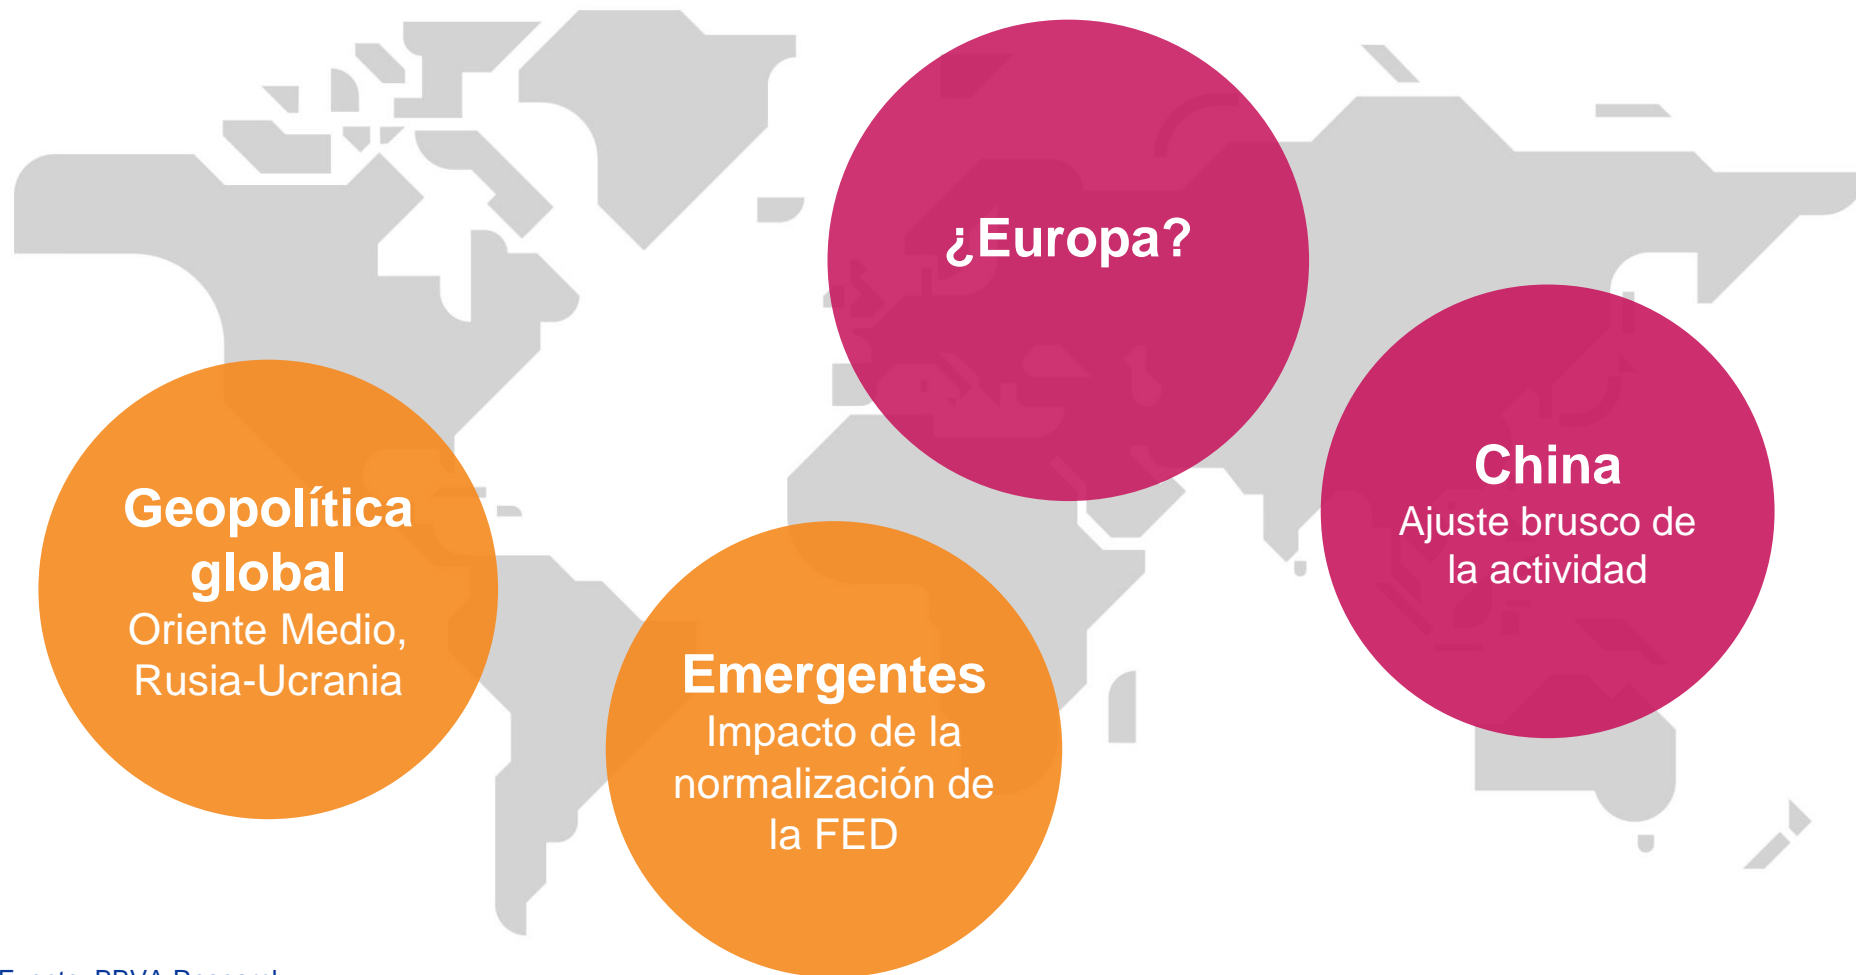 ¿Europa?
China
Ajuste brusco de
la actividad
Geopolítica
global
Oriente Medio,
Rusia-Ucrania
Emergentes
Impacto de la
normalización de
la FED
BBVA